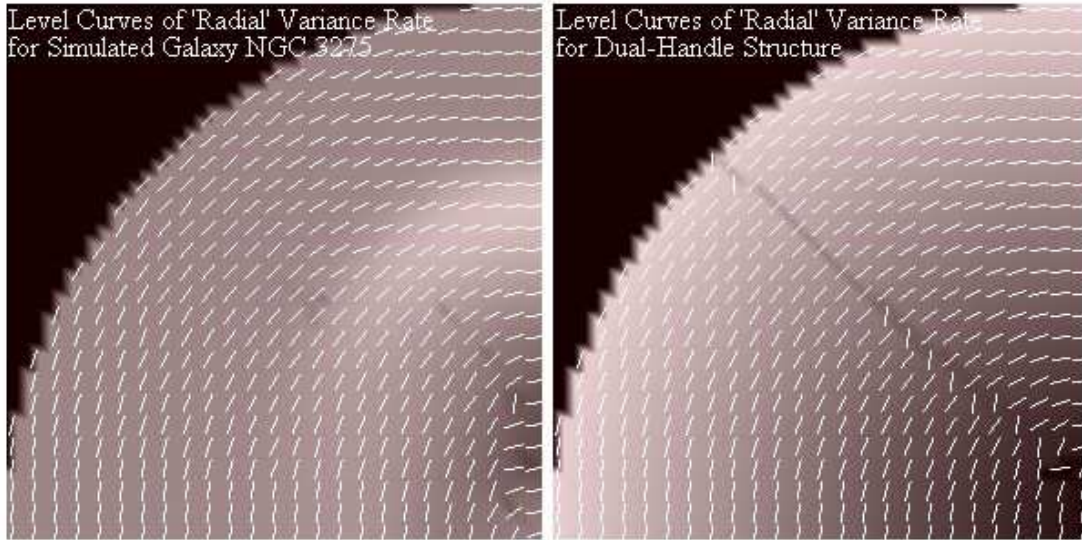 Level Curves of 'Radial' Variance Rate
for Simulated Galaxy NGC 3275
Level Curves of 'Radial' Variance Rate
for Dual-Handle Structure